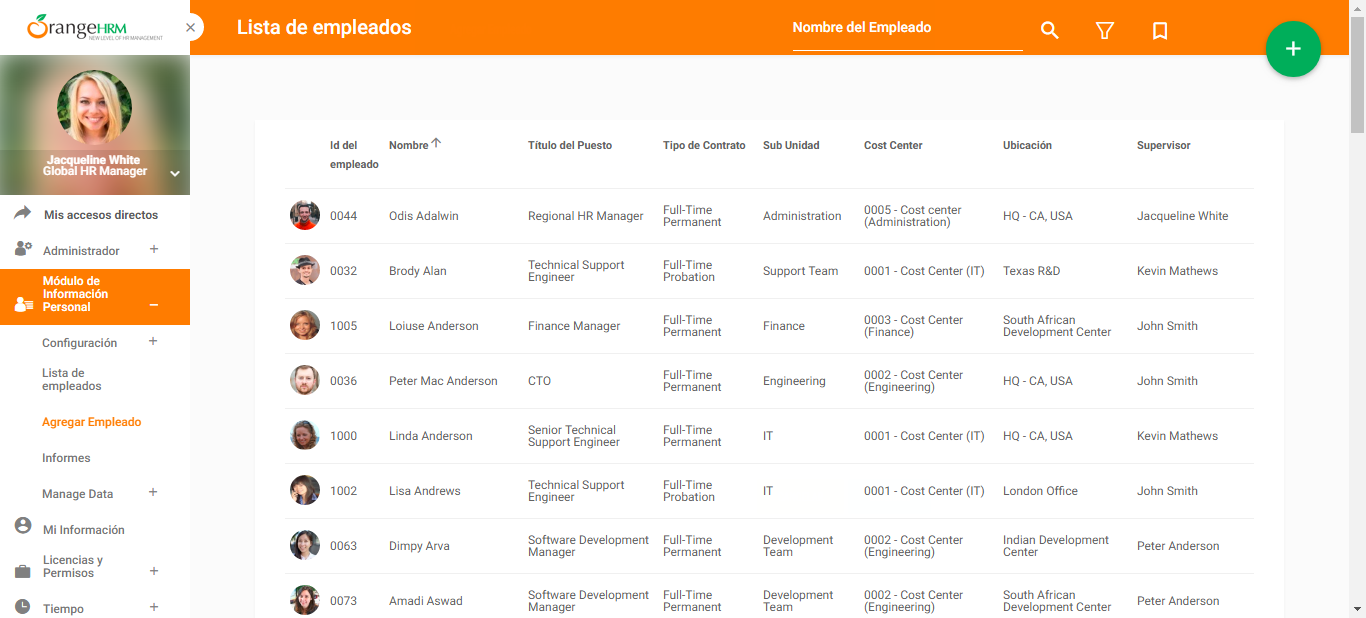 OrangeHRM
NEW LEVEL OF HR MANAGEMENT
Lista de empleados
Nombre del Empleado
Jacqueline White
Global HR Manager
Mis accesos directos
Administrador
Módulo de
Información
Personal
Configuración
Lista de
empleados
Agregar Empleado
Informes
Manage Data
Mi Información
Licencias y
Permisos
Tiempo
Id del
empleado
Nombre
Título del Puesto
Tipo de Contrato
Sub Unidad
Cost Center
Ubicación
Supervisor
0044
Odis Adalwin
Regional HR Manager
Full-Time
Permanent
Administration
0005 - Cost center
(Administration)
HQ - CA, USA
Jacqueline White
0032
Brody Alan
Technical Support
Engineer
Full-Time
Probation
Support Team
0001 - Cost Center (IT)
Texas R&D
Kevin Mathews
1005
Loiuse Anderson
Finance Manager
Full-Time
Permanent
Finance
0003 - Cost Center
(Finance)
South African
Development Center
John Smith
0036
Peter Mac Anderson
CTO
Full-Time
Permanent
Engineering
0002 - Cost Center
(Engineering)
HQ - CA, USA
John Smith
1000
Linda Anderson
Senior Technical
Support Engineer
Full-Time
Permanent
IT
0001 - Cost Center (IT)
HQ - CA, USA
Kevin Mathews
1002
Lisa Andrews
Technical Support
Engineer
Full-Time
Probation
IT
0001 - Cost Center (IT)
London Office
John Smith
0063
Dimpy Arva
Software Development
Manager
Full-Time
Permanent
Development
Team
0002 - Cost Center
(Engineering)
Indian Development
Center
Peter Anderson
0073
Amadi Aswad
Software Development
Manager
Full-Time
Permanent
Development
Team
0002 - Cost Center
(Engineering)
South African
Development Center
Peter Anderson